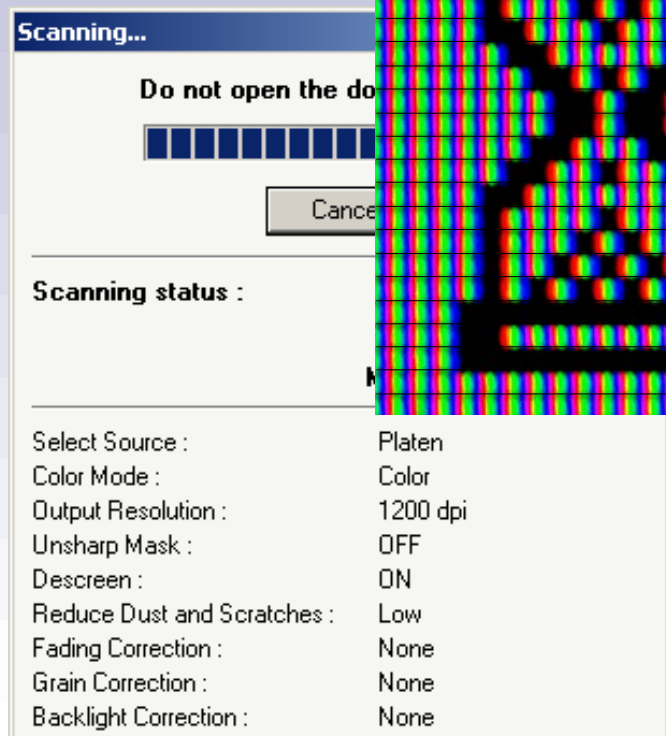 Scanning...
Do not open the do
Cance
Scanning status :
Select Source : Platen
Color Mode : Color
Output Resolution : 1200 dpi
Unsharp Mask : OFF
Descreen : ON
Reduce Dust and Scratches : Low
Fading Correction : None
Grain Correction : None
Backlight Correction : None